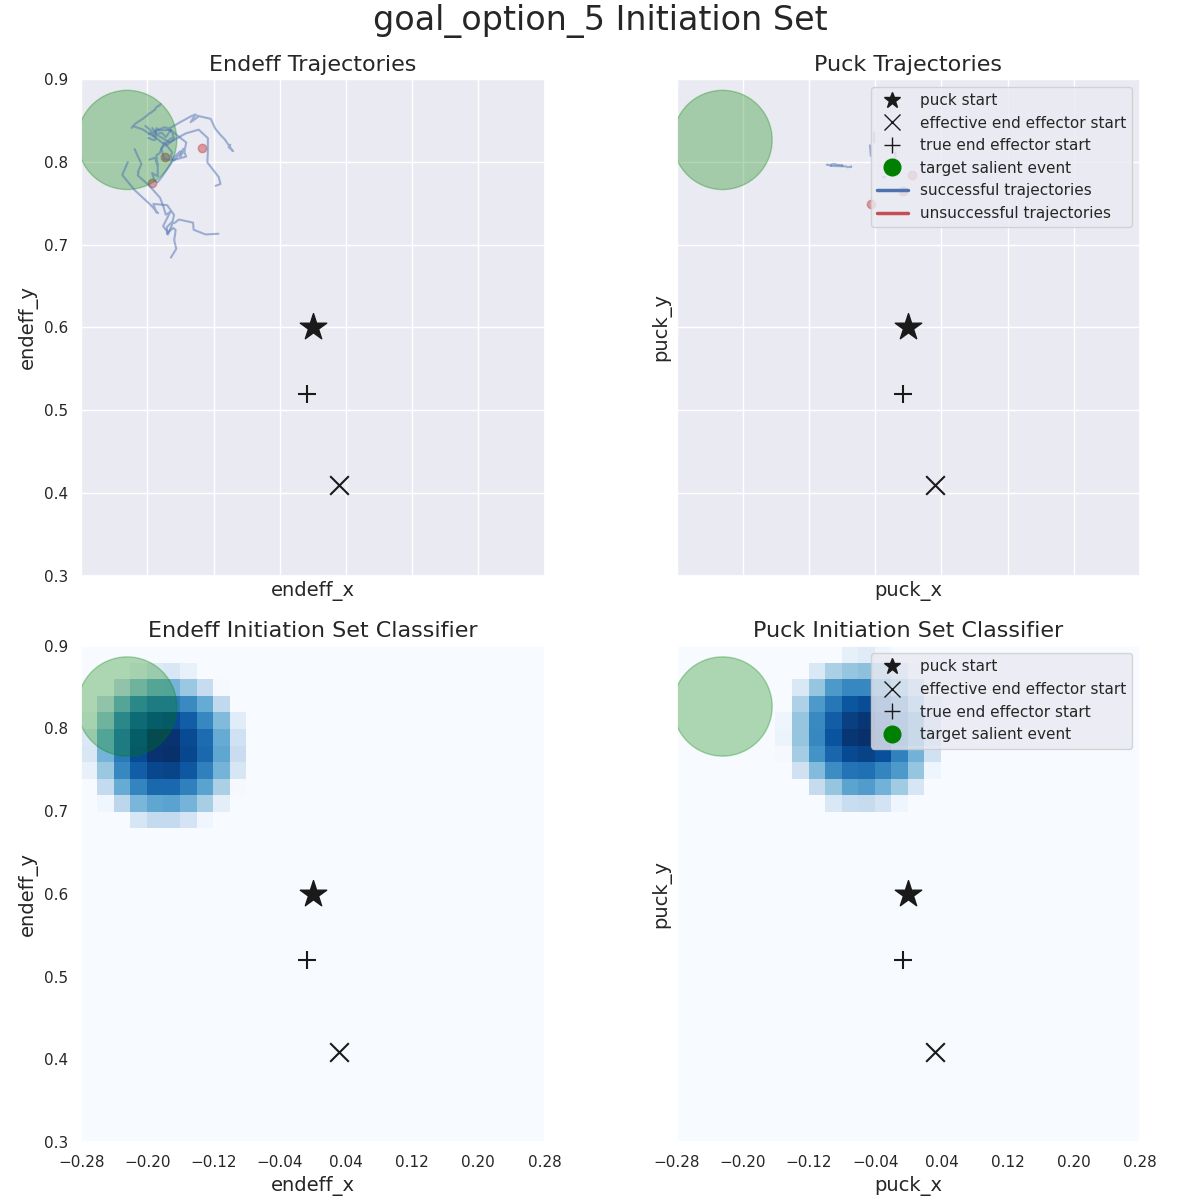 goal_option_5 Initiation Set
Endeff Trajectories
0.9
0.8
0.7
0.6
0.5
0.4
0.3
endeff_y
endeff_x
Puck Trajectories
puck start
effective end effector start
true end effector start
target salient event
successful trajectories
unsuccessful trajectories
puck_y
puck_x
Endeff Initiation Set Classifier
0.9
0.8
0.7
0.6
0.5
0.4
0.3
endeff_y
−0.28 −0.20 −0.12 −0.04 0.04 0.12 0.20 0.28
endeff_x
Puck Initiation Set Classifier
puck start
effective end effector start
true end effector start
target salient event
puck_y
−0.28 −0.20 −0.12 −0.04 0.04 0.12 0.20 0.28
puck_x